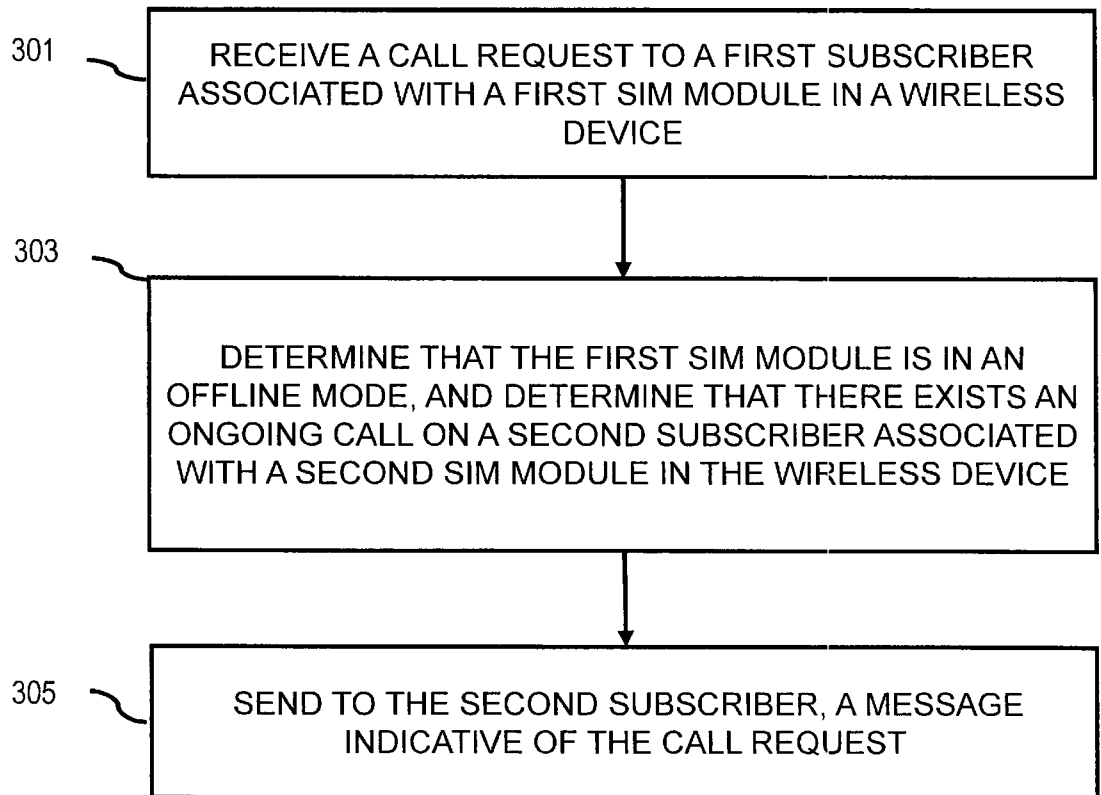 301
RECEIVE A CALL REQUEST TO A FIRST SUBSCRIBER
ASSOCIATED WITH A FIRST SIM MODULE IN A WIRELESS
DEVICE
303
DETERMINE THAT THE FIRST SIM MODULE IS IN AN
OFFLINE MODE, AND DETERMINE THAT THERE EXISTS AN
ONGOING CALL ON A SECOND SUBSCRIBER ASSOCIATED
WITH A SECOND SIM MODULE IN THE WIRELESS DEVICE
305
SEND TO THE SECOND SUBSCRIBER, A MESSAGE
INDICATIVE OF THE CALL REQUEST